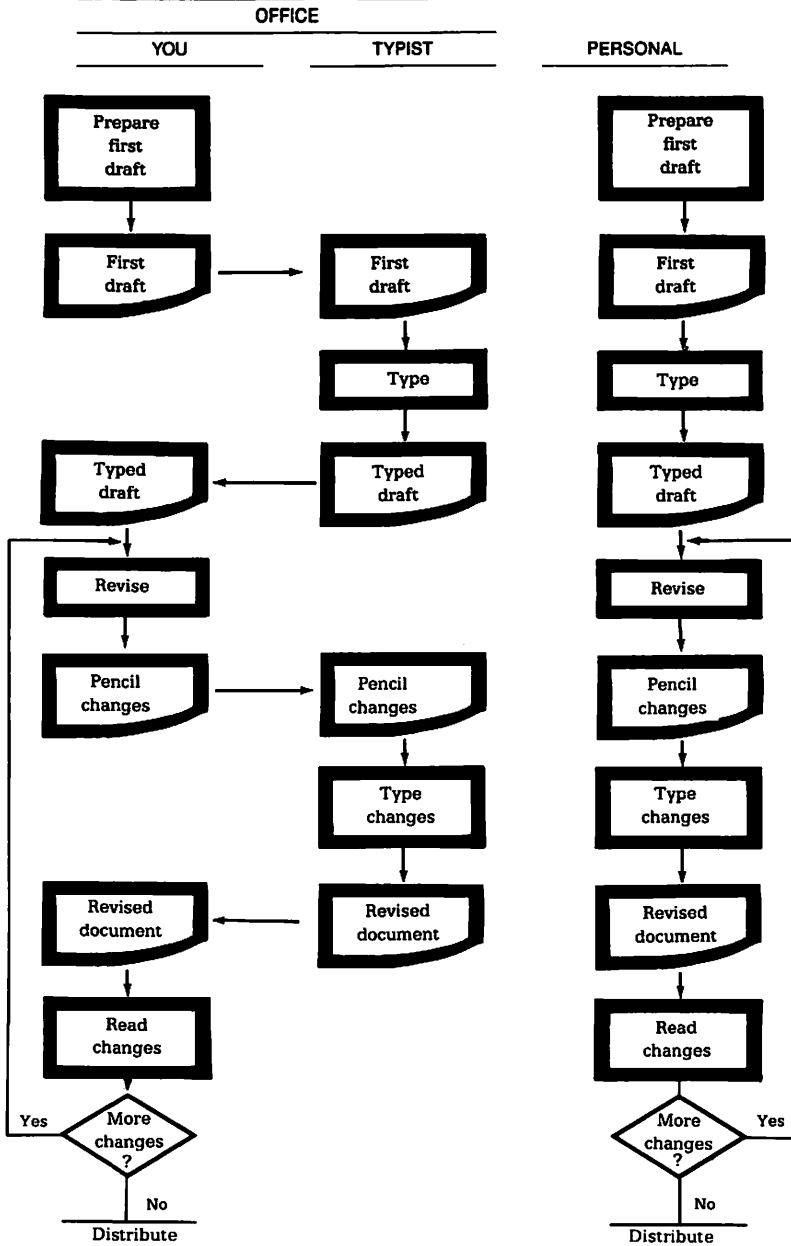 OFFICE
YOU TYPIST PERSONAL
Prepare
first
draft
Prepare
first
draft
First
draft
First
draft
First
draft
Type
Type
Typed
draft
Typed
draft
Typed
draft
Revise
Revise
Pencil
changes
Pencil
changes
Pencil
changes
Type
changes
Type
changes
Revised
document
Revised
document
Revised
document
Read
changes
Read
changes
Yes
More
changes
?
More
changes
?
Yes
No
No
Distribute
Distribute